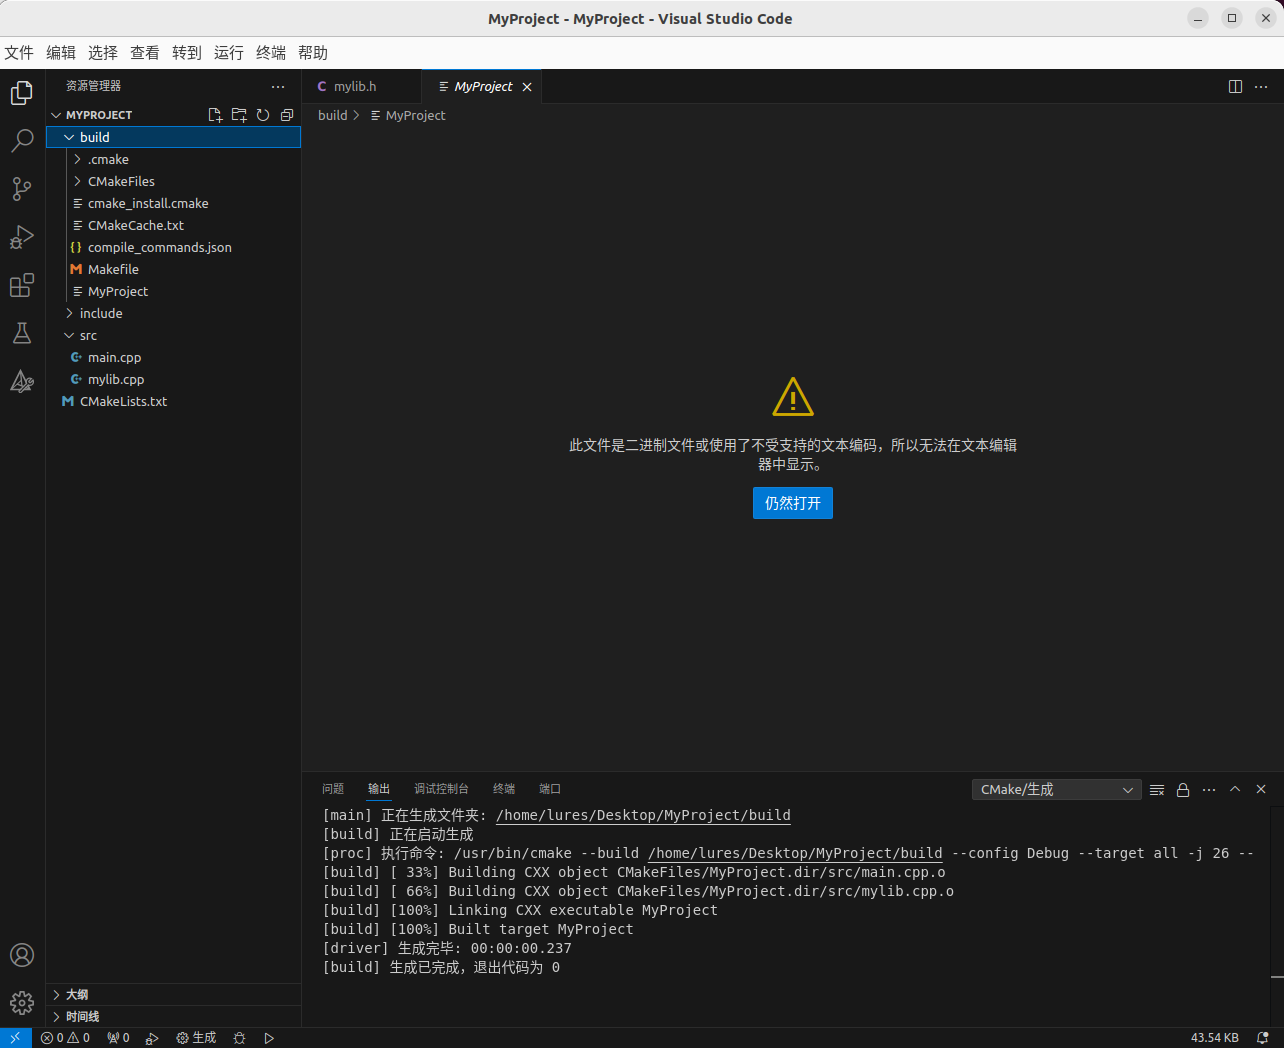 MyProject - MyProject - Visual Studio Code
文件 编辑 选择 查看 转到 运行 终端 帮助
资源管理器
MYPROJECT
build
.cmake
CMakeFiles
cmake_install.cmake
CMakeCache.txt
compile_commands.json
Makefile
MyProject
include
src
main.cpp
mylib.cpp
CMakeLists.txt
大纲
时间线
mylib.h
MyProject
build > MyProject
此文件是二进制文件或使用了不受支持的文本编码，所以无法在文本编辑
器中显示。
仍然打开
问题 输出 调试控制台 终端 端口
CMake/生成
[main] 正在生成文件夹: /home/lures/Desktop/MyProject/build
[build] 正在启动生成
[proc] 执行命令: /usr/bin/cmake --build /home/lures/Desktop/MyProject/build --config Debug --target all -j 26 --
[build] [ 33%] Building CXX object CMakeFiles/MyProject.dir/src/main.cpp.o
[build] [ 66%] Building CXX object CMakeFiles/MyProject.dir/src/mylib.cpp.o
[build] [100%] Linking CXX executable MyProject
[build] [100%] Built target MyProject
[driver] 生成完毕: 00:00:00.237
[build] 生成已完成，退出代码为 0
0 0 0 生成 43.54 KB